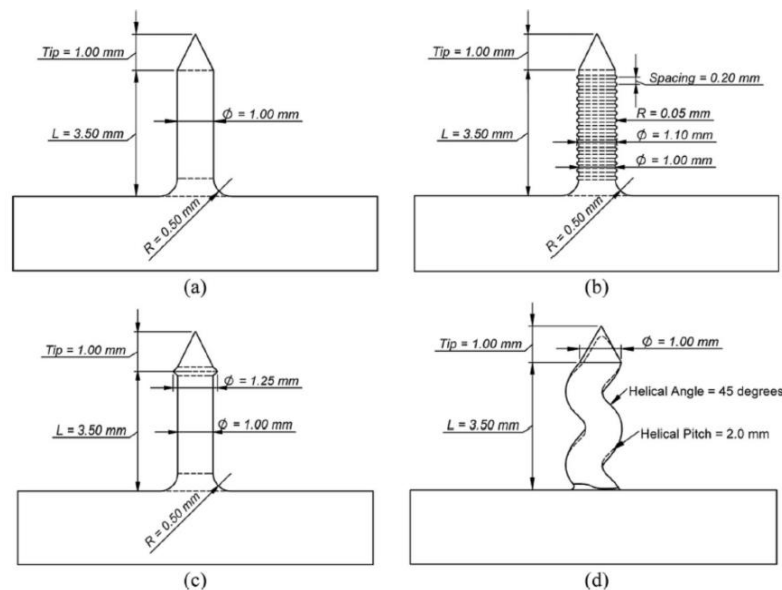 Tip = 1.00 mm
L = 3.50 mm
Ø = 1.00 mm
R = 0.50 mm
(a)
Tip = 1.00 mm
Spacing = 0.20 mm
R = 0.05 mm
L = 3.50 mm
Ø = 1.10 mm
Ø = 1.00 mm
R = 0.50 mm
(b)
Tip = 1.00 mm
Ø = 1.25 mm
L = 3.50 mm
Ø = 1.00 mm
R = 0.50 mm
(c)
Tip = 1.00 mm
Ø = 1.00 mm
Helical Angle = 45 degrees
L = 3.50 mm
Helical Pitch = 2.0 mm
(d)